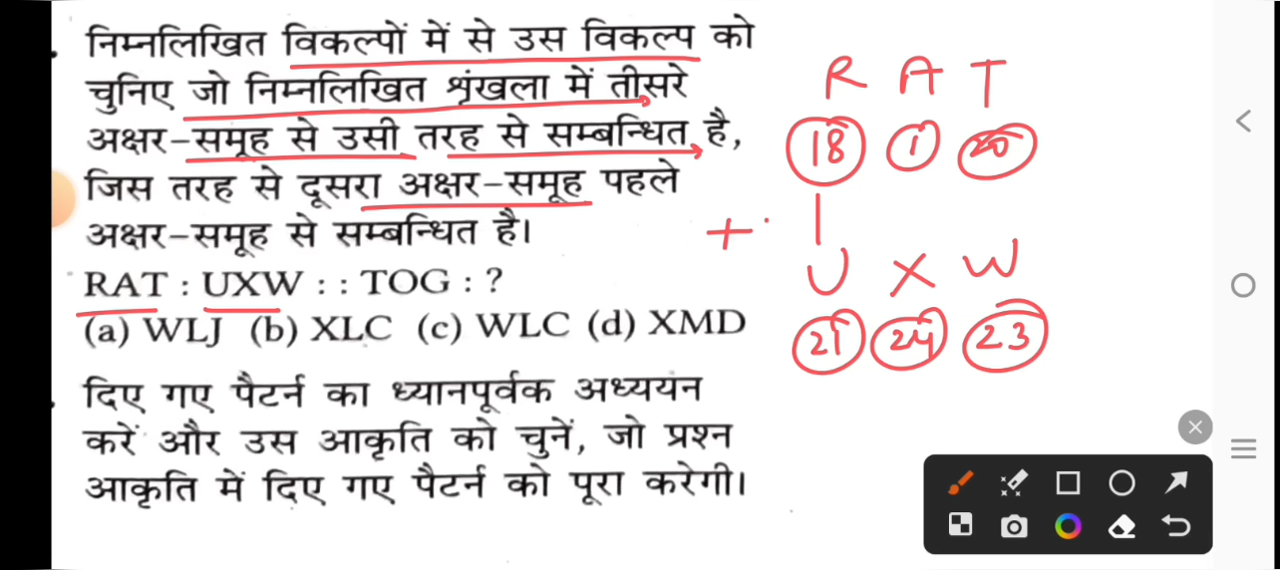 निम्नलिखित विकल्पों में से उस विकल्प को
चुनिए जो निम्नलिखित शृंखला में तीसरे
अक्षर-समूह से उसी तरह से सम्बन्धित है,
जिस तरह से दूसरा अक्षर-समूह पहले
अक्षर-समूह से सम्बन्धित है।
RAT : UXW : : TOG : ?
(a) WLJ (b) XLC (c) WLC (d) XMD
दिए गए पैटर्न का ध्यानपूर्वक अध्ययन
करें और उस आकृति को चुनें, जो प्रश्न
आकृति में दिए गए पैटर्न को पूरा करेगी।
R A T
18 1 20
+
U X W
21 24 23